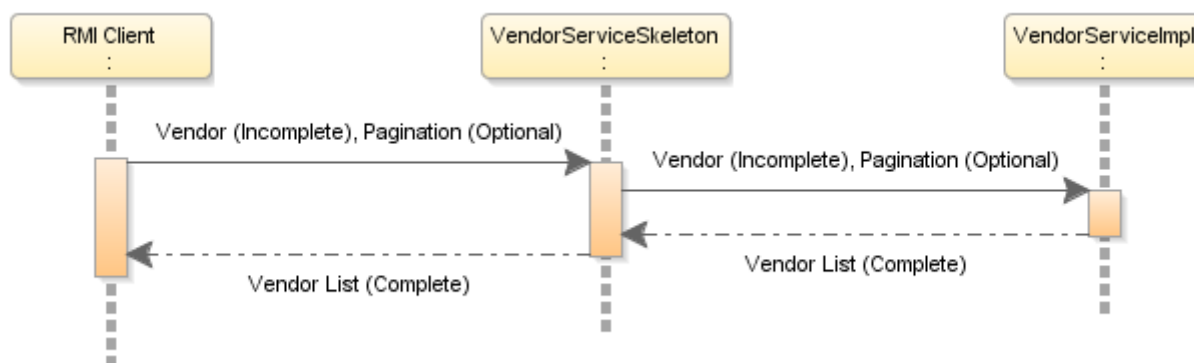 RMI Client
:
VendorServiceSkeleton
:
VendorServiceImpl
:
Vendor (Incomplete), Pagination (Optional)
Vendor (Incomplete), Pagination (Optional)
Vendor List (Complete)
Vendor List (Complete)